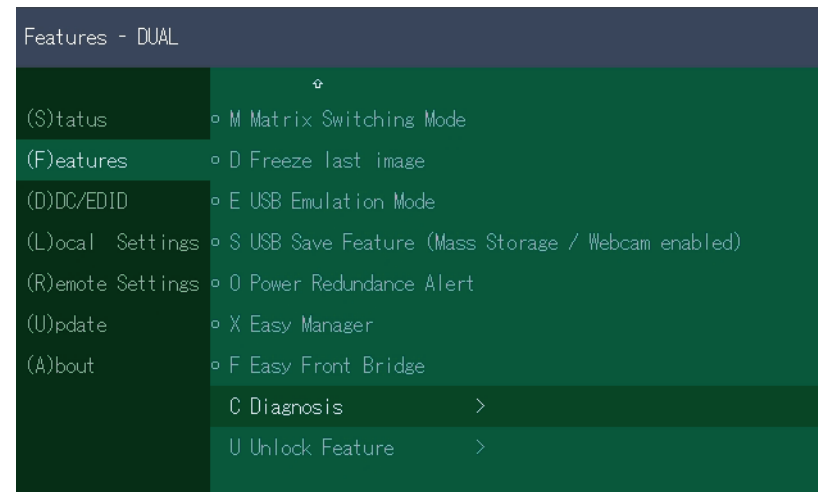 Features - DUAL
(S)tatus
(F)eatures
(D)DC/EDID
(L)ocal Settings
(R)emote Settings
(U)pdate
(A)bout
M Matrix Switching Mode
D Freeze last image
E USB Emulation Mode
S USB Save Feature (Mass Storage / Webcam enabled)
O Power Redundance Alert
X Easy Manager
F Easy Front Bridge
C Diagnosis >
U Unlock Feature >